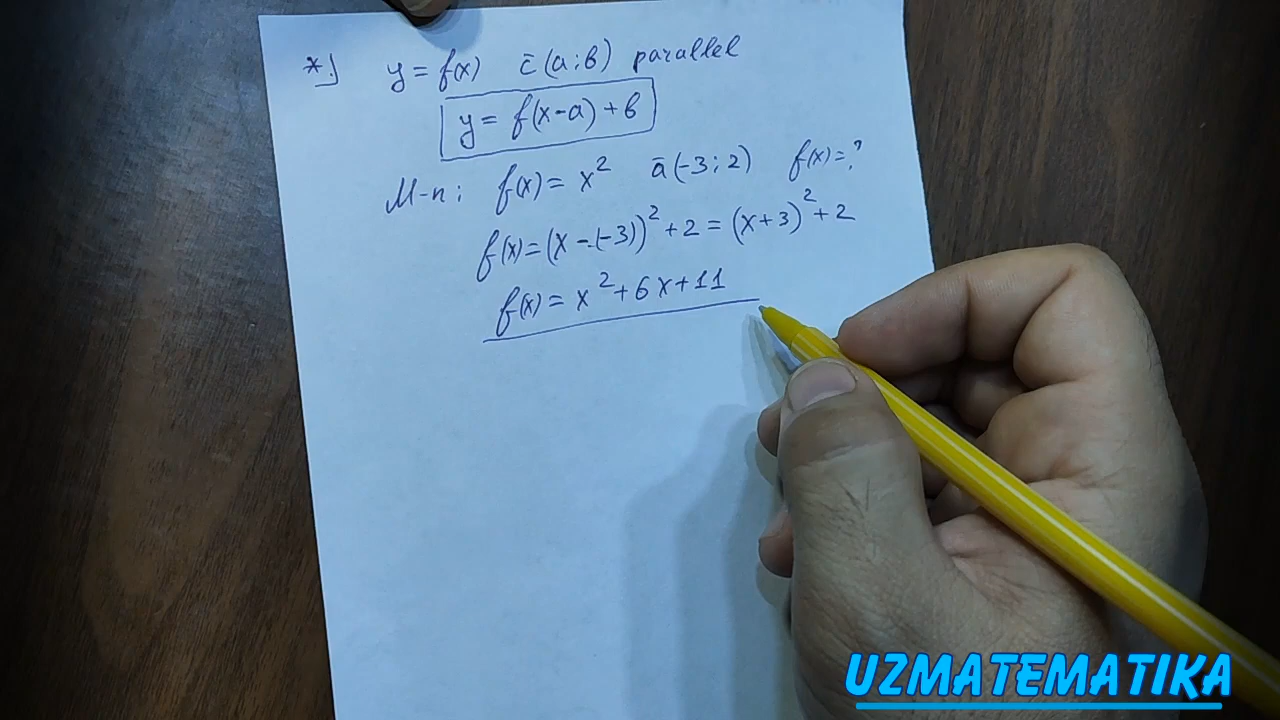 *.) y = f(x) c̄(a;b) parallel
y = f(x-a)+b
M-n: f(x) = x² ā(-3;2) f(x)=?
f(x)=(x-(-3))²+2=(x+3)²+2
f(x)=x²+6x+11
UZMATEMATIKA